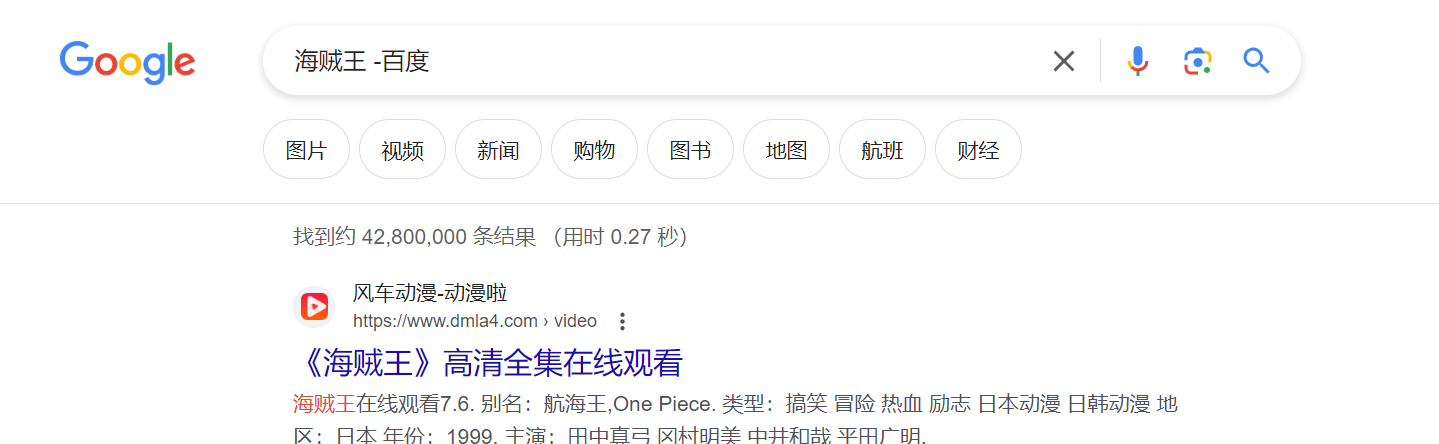 Google
海贼王 -百度
图片 视频 新闻 购物 图书 地图 航班 财经
找到约 42,800,000 条结果 （用时 0.27 秒）
风车动漫-动漫啦
https://www.dmla4.com › video
《海贼王》高清全集在线观看
海贼王在线观看7.6. 别名：航海王,One Piece. 类型：搞笑 冒险 热血 励志 日本动漫 日韩动漫 地
区：日本 年份：1999. 主演：田中真弓 冈村明美 中井和哉 平田广明.